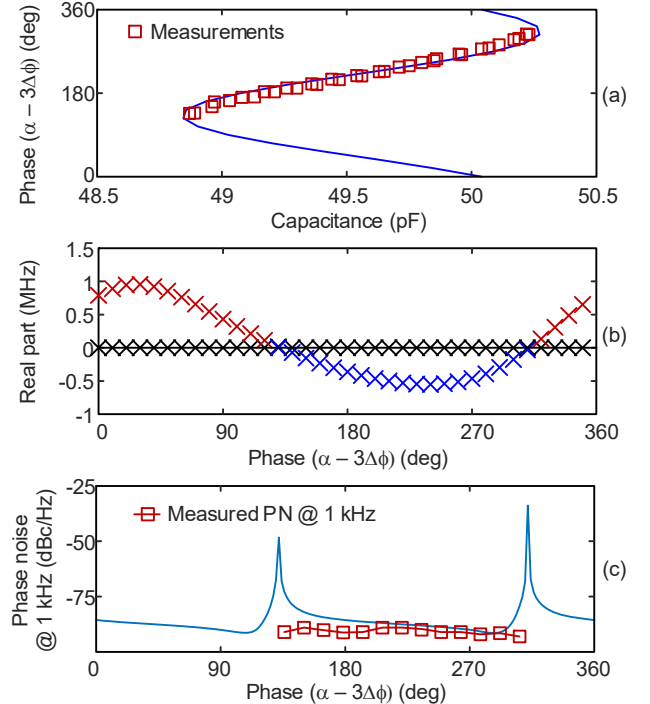 360
180
0
Phase (α – 3Δϕ) (deg)
Measurements
(a)
48.5 49 49.5 50 50.5
Capacitance (pF)
1.5
1
0.5
0
-0.5
-1
Real part (MHz)
(b)
0 90 180 270 360
Phase (α – 3Δϕ) (deg)
-25
-50
-75
Phase noise
@ 1 kHz (dBc/Hz)
Measured PN @ 1 kHz
(c)
0 90 180 270 360
Phase (α – 3Δϕ) (deg)